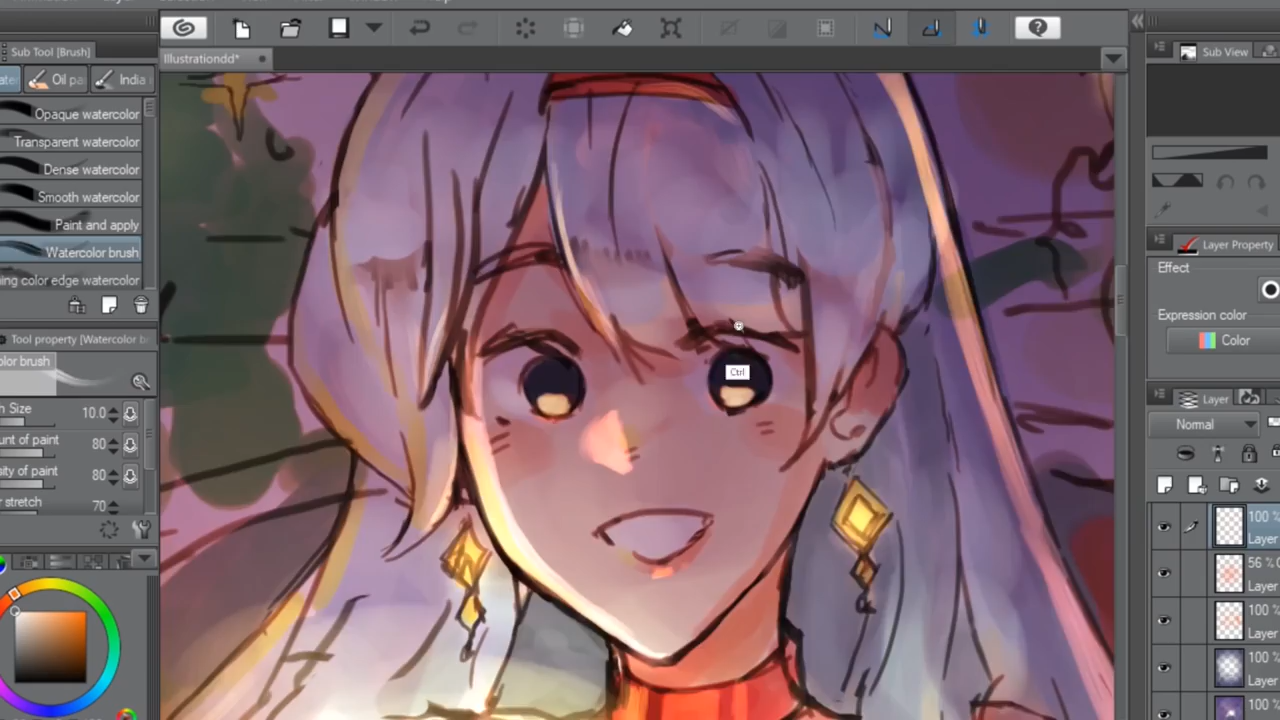 Illustrationdd*
Sub Tool [Brush]
Oil pa
India
Opaque watercolor
Transparent watercolor
Dense watercolor
Smooth watercolor
Paint and apply
Watercolor brush
ing color edge watercolor
Tool property [Watercolor b
lor brush
h Size 10.0
unt of paint 80
sity of paint 80
r stretch 70
Ctrl
Sub View
Layer Property
Effect
Expression color
Color
Layer
Normal
100 %
Layer
56 %
Layer
100 %
Layer
100 %
Layer
100 %